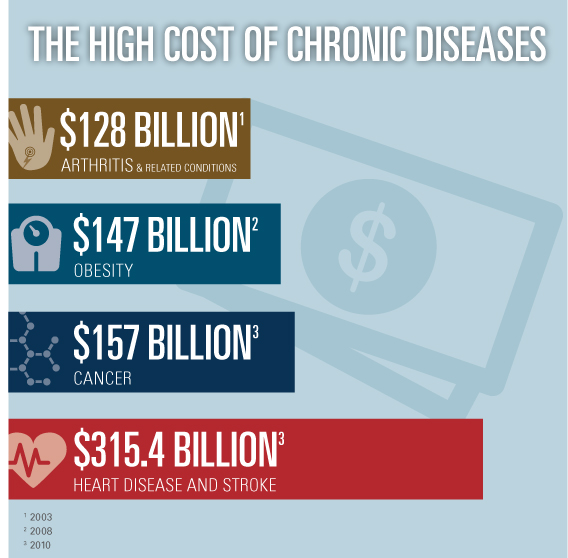 THE HIGH COST OF CHRONIC DISEASES
$128 BILLION¹
ARTHRITIS & RELATED CONDITIONS
$147 BILLION²
OBESITY
$157 BILLION³
CANCER
$315.4 BILLION³
HEART DISEASE AND STROKE
¹ 2003
² 2008
³ 2010
$